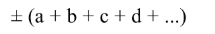 ± (a + b + c + d + ...)